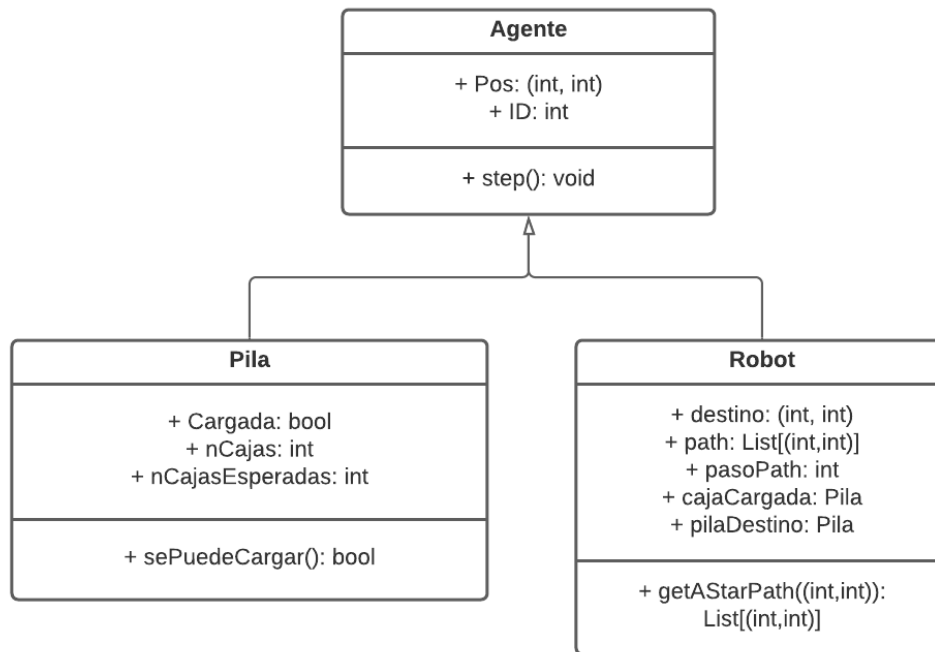 Agente
+ Pos: (int, int)
+ ID: int
+ step(): void
Pila
+ Cargada: bool
+ nCajas: int
+ nCajasEsperadas: int
+ sePuedeCargar(): bool
Robot
+ destino: (int, int)
+ path: List[(int,int)]
+ pasoPath: int
+ cajaCargada: Pila
+ pilaDestino: Pila
+ getAStarPath((int,int)):
List[(int,int)]